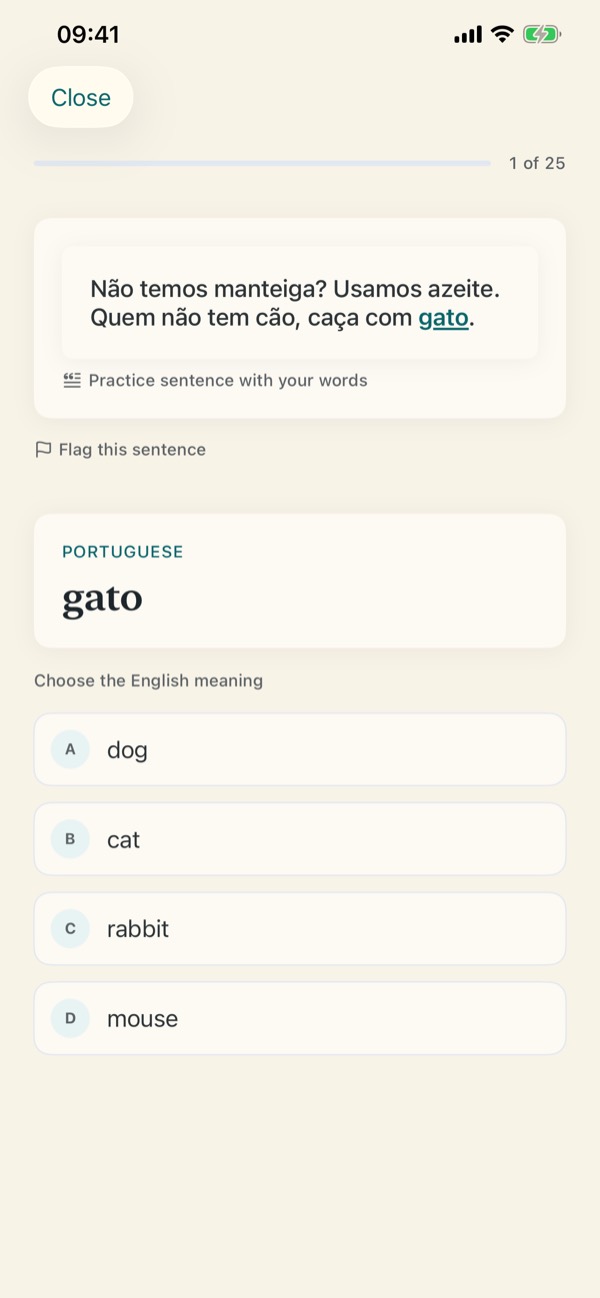 09:41
Close
1 of 25
Não temos manteiga? Usamos azeite.
Quem não tem cão, caça com gato.
Practice sentence with your words
Flag this sentence
PORTUGUESE
gato
Choose the English meaning
A dog
B cat
C rabbit
D mouse